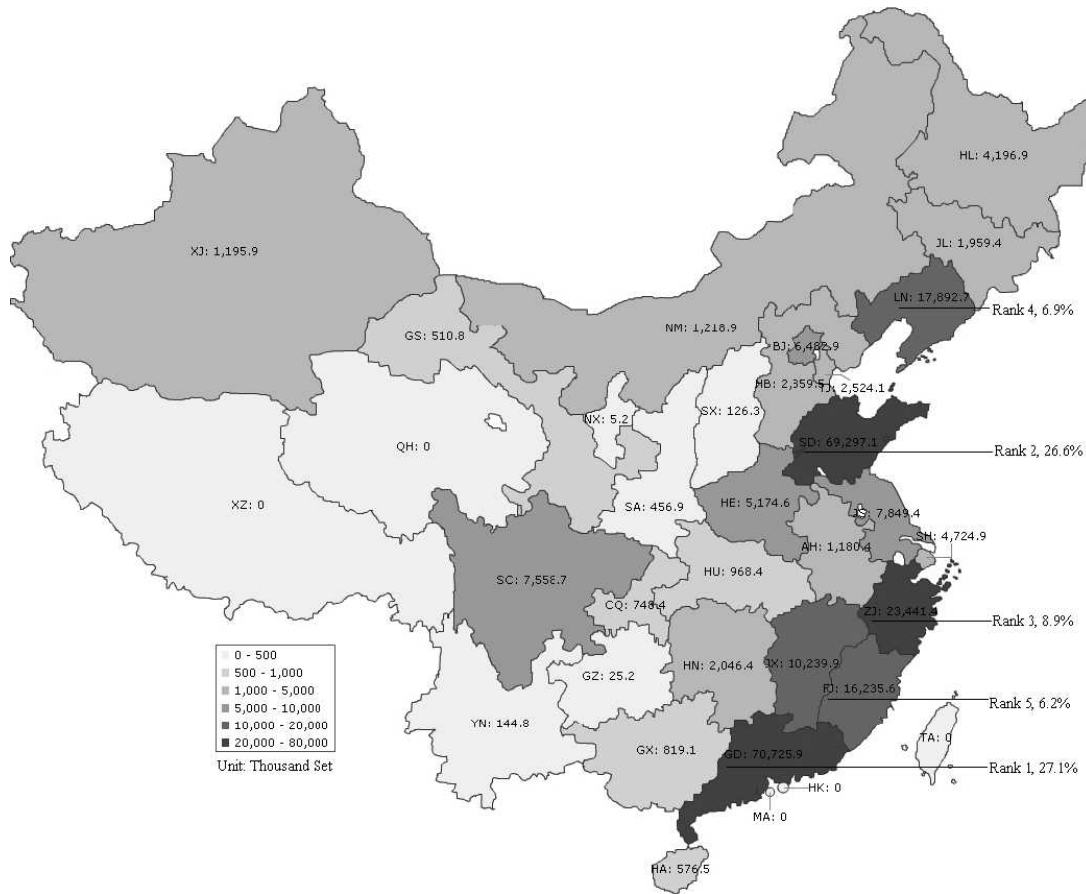 HL: 4,196.9
XJ: 1,195.9
JL: 1,959.4
LN: 17,892.7
Rank 4, 6.9%
GS: 510.8
NM: 1,218.9
BJ: 6,482.9
HB: 2,359.5
TJ: 2,524.1
NX: 5.2
SX: 126.3
QH: 0
SD: 69,297.1
Rank 2, 26.6%
XZ: 0
SA: 456.9
HE: 5,174.6
JS: 7,849.4
SH: 4,724.9
AH: 1,180.4
SC: 7,558.7
HU: 968.4
CQ: 748.4
ZJ: 23,441.4
Rank 3, 8.9%
0 - 500
500 - 1,000
1,000 - 5,000
5,000 - 10,000
10,000 - 20,000
20,000 - 80,000
Unit: Thousand Set
GZ: 25.2
HN: 2,046.4
JX: 10,239.9
FJ: 16,235.6
Rank 5, 6.2%
YN: 144.8
GX: 819.1
GD: 70,725.9
TA: 0
Rank 1, 27.1%
HK: 0
MA: 0
HA: 576.5